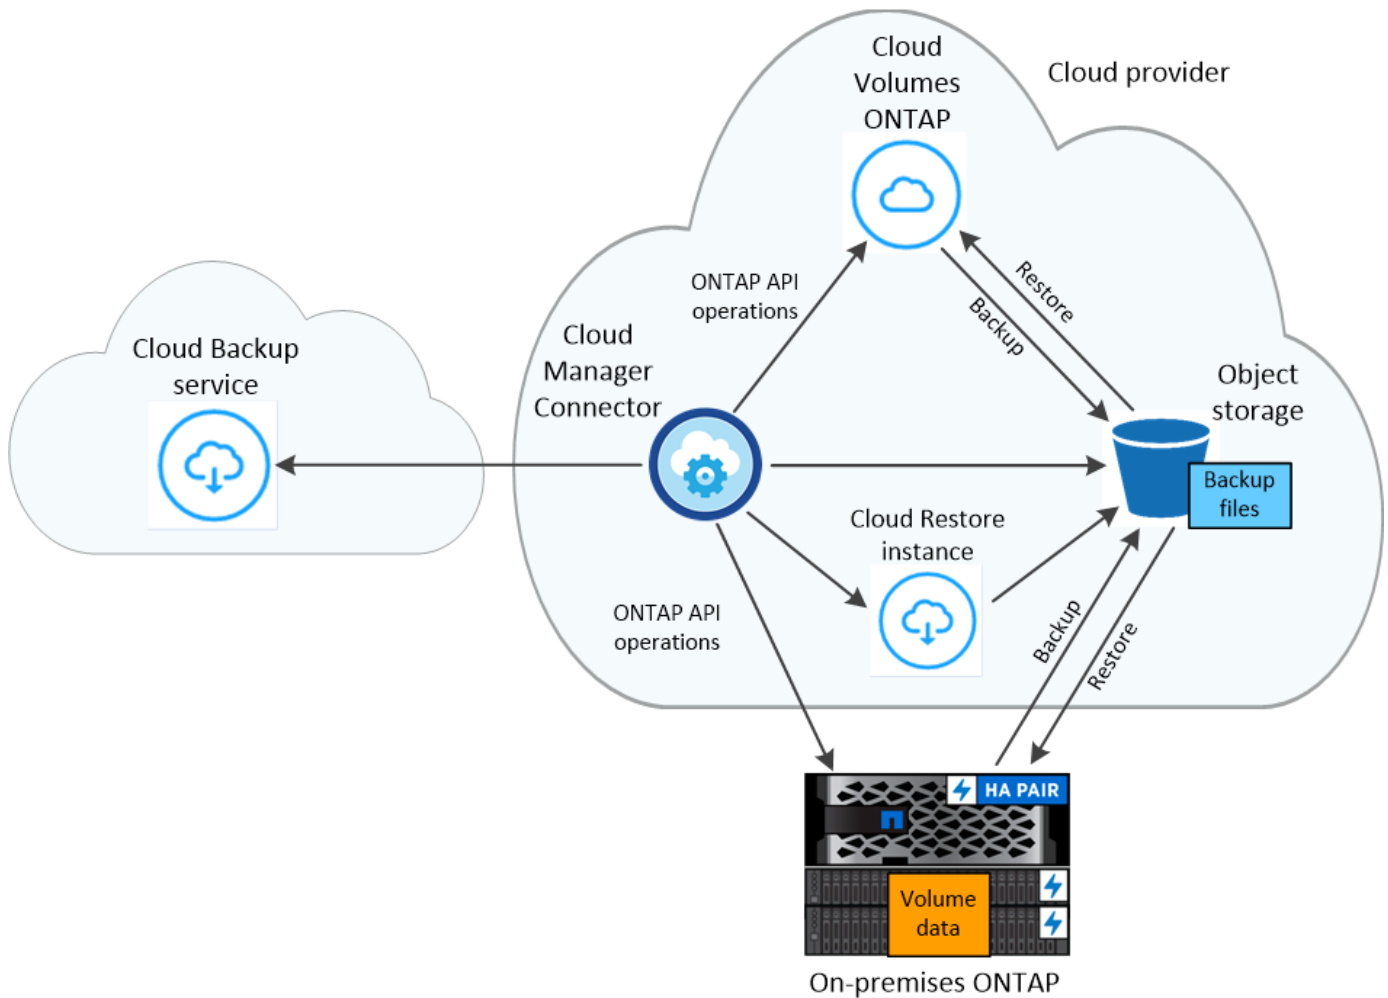 Cloud
Volumes
ONTAP
Cloud provider
ONTAP API
operations
Restore
Backup
Cloud
Manager
Connector
Cloud Backup
service
Object
storage
Backup
files
Cloud Restore
instance
ONTAP API
operations
Backup
Restore
HA PAIR
Volume
data
On-premises ONTAP